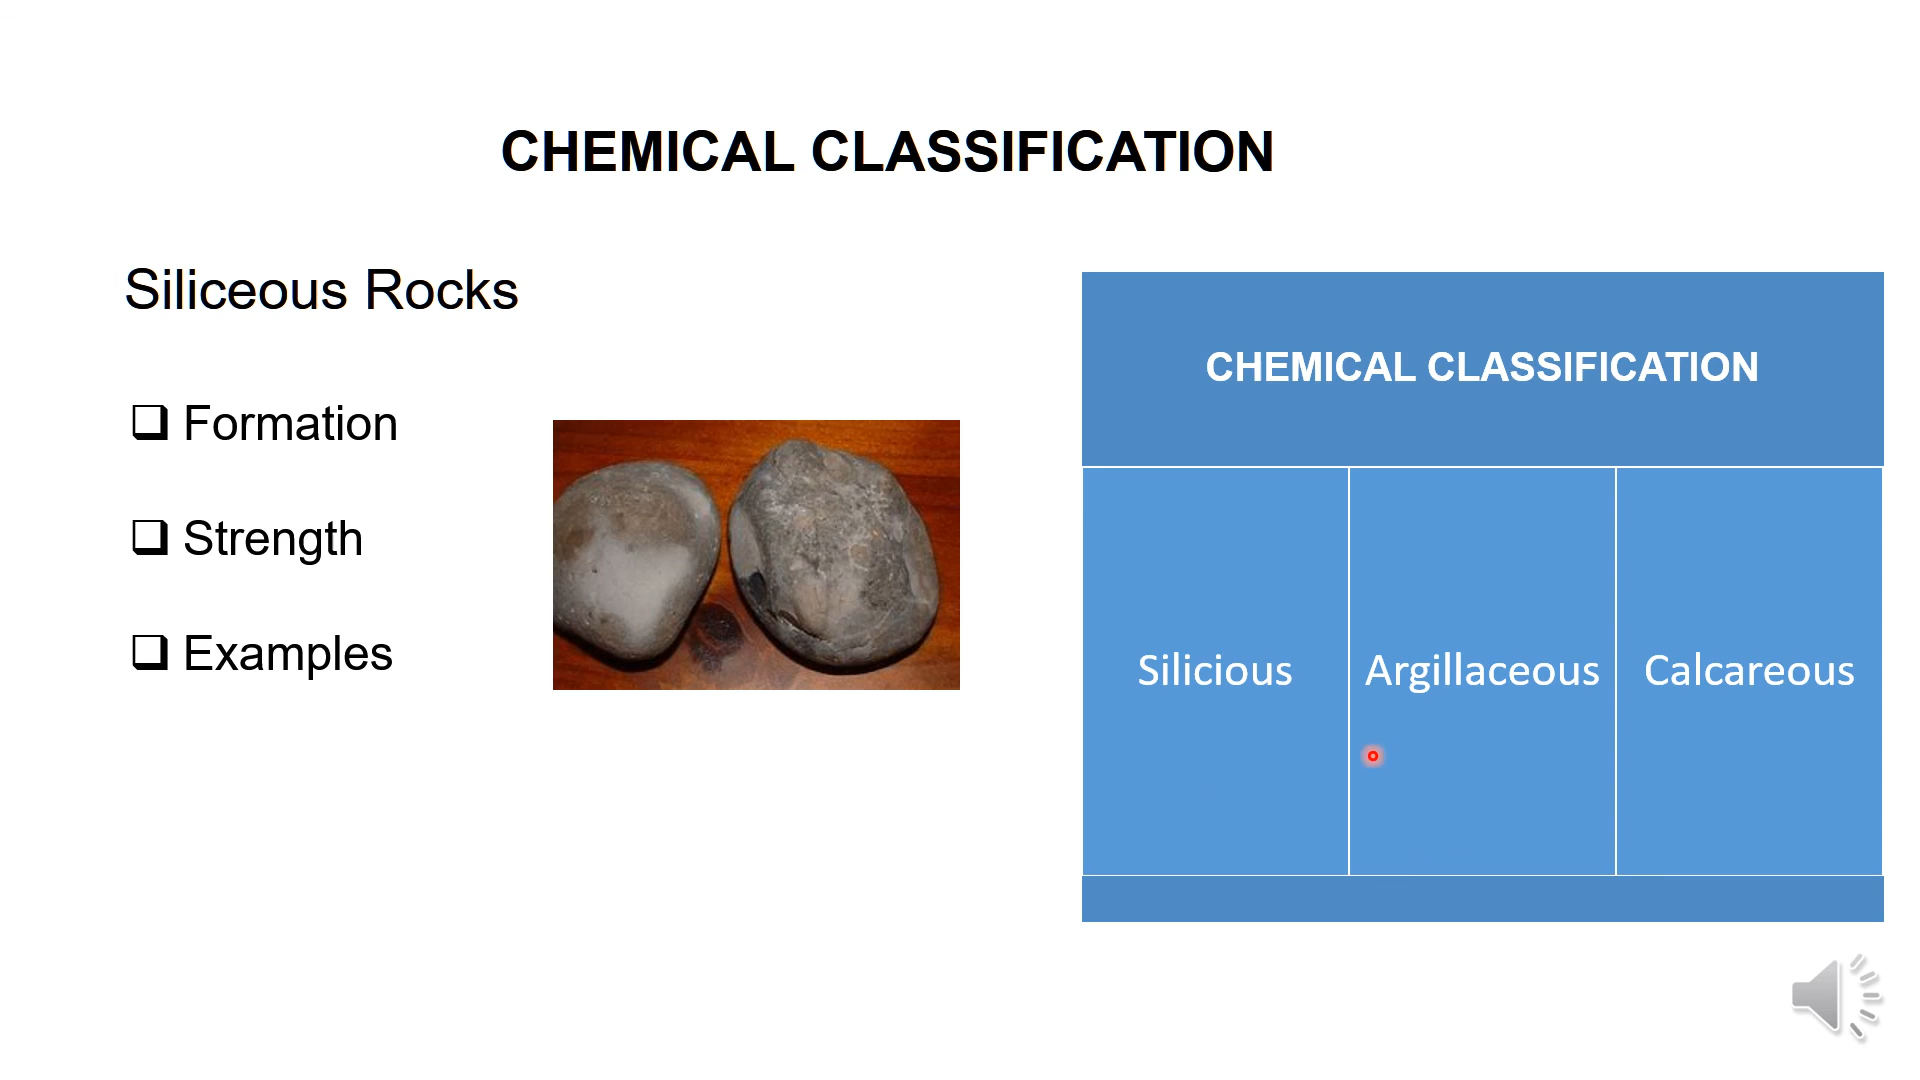 CHEMICAL CLASSIFICATION
Siliceous Rocks
Formation
Strength
Examples
CHEMICAL CLASSIFICATION
Silicious
Argillaceous
Calcareous